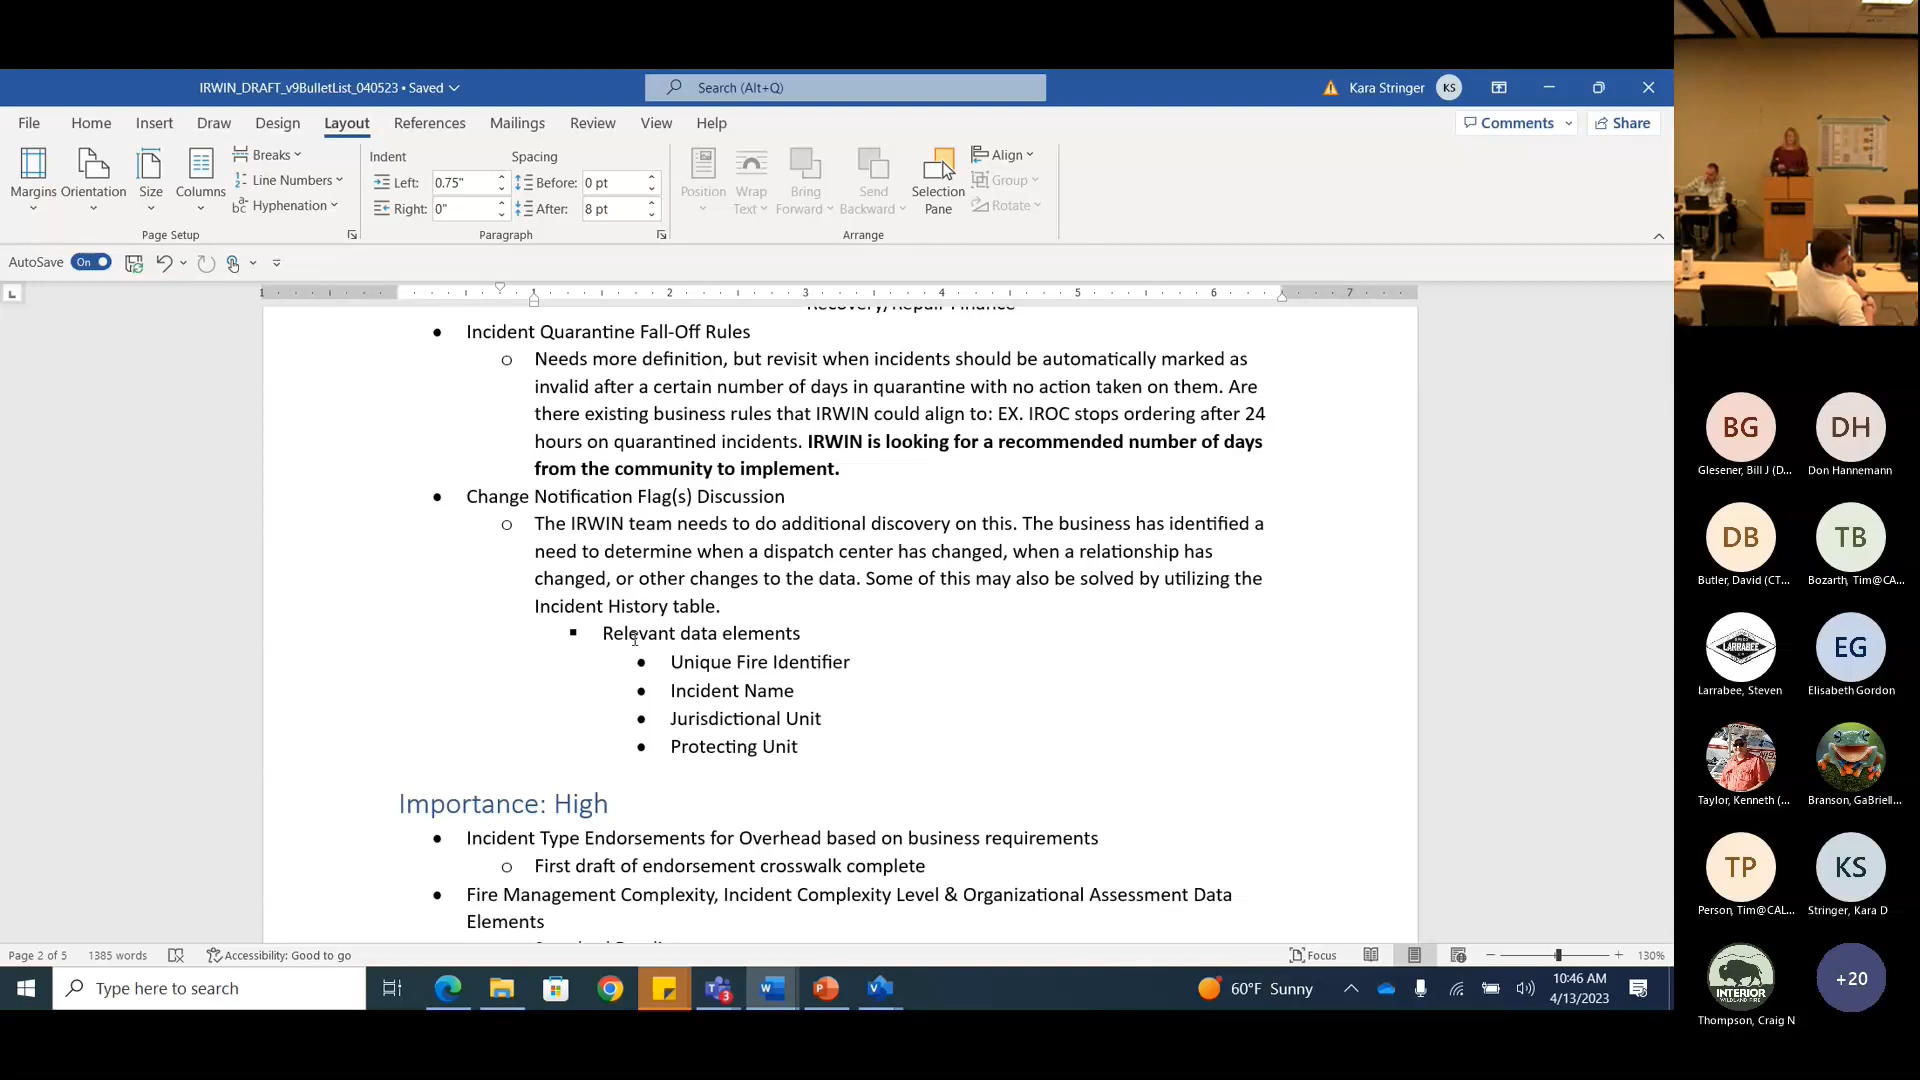 IRWIN_DRAFT_v9BulletList_040523 • Saved
Search (Alt+Q)
Kara Stringer
KS
File Home Insert Draw Design Layout References Mailings Review View Help
Comments
Share
Margins
Orientation
Size
Columns
Breaks
Line Numbers
Hyphenation
Page Setup
Indent
Left: 0.75"
Right: 0"
Spacing
Before: 0 pt
After: 8 pt
Paragraph
Position
Wrap Text
Bring Forward
Send Backward
Selection Pane
Align
Group
Rotate
Arrange
AutoSave On
1 1 2 3 4 5 6 7
Recovery/Repair Finance
• Incident Quarantine Fall-Off Rules
o Needs more definition, but revisit when incidents should be automatically marked as
invalid after a certain number of days in quarantine with no action taken on them. Are
there existing business rules that IRWIN could align to: EX. IROC stops ordering after 24
hours on quarantined incidents. IRWIN is looking for a recommended number of days
from the community to implement.
• Change Notification Flag(s) Discussion
o The IRWIN team needs to do additional discovery on this. The business has identified a
need to determine when a dispatch center has changed, when a relationship has
changed, or other changes to the data. Some of this may also be solved by utilizing the
Incident History table.
▪ Relevant data elements
• Unique Fire Identifier
• Incident Name
• Jurisdictional Unit
• Protecting Unit
Importance: High
• Incident Type Endorsements for Overhead based on business requirements
o First draft of endorsement crosswalk complete
• Fire Management Complexity, Incident Complexity Level & Organizational Assessment Data
Elements
Page 2 of 5
1385 words
Accessibility: Good to go
Focus
130%
Type here to search
60°F Sunny
10:46 AM
4/13/2023
BG
Glesener, Bill J (D...
DH
Don Hannemann
DB
Butler, David (CT...
TB
Bozarth, Tim@CA...
LARRABEE
Larrabee, Steven
EG
Elisabeth Gordon
Taylor, Kenneth (...
Branson, GaBriell...
TP
Person, Tim@CAL...
KS
Stringer, Kara D
INTERIOR
Thompson, Craig N
+20